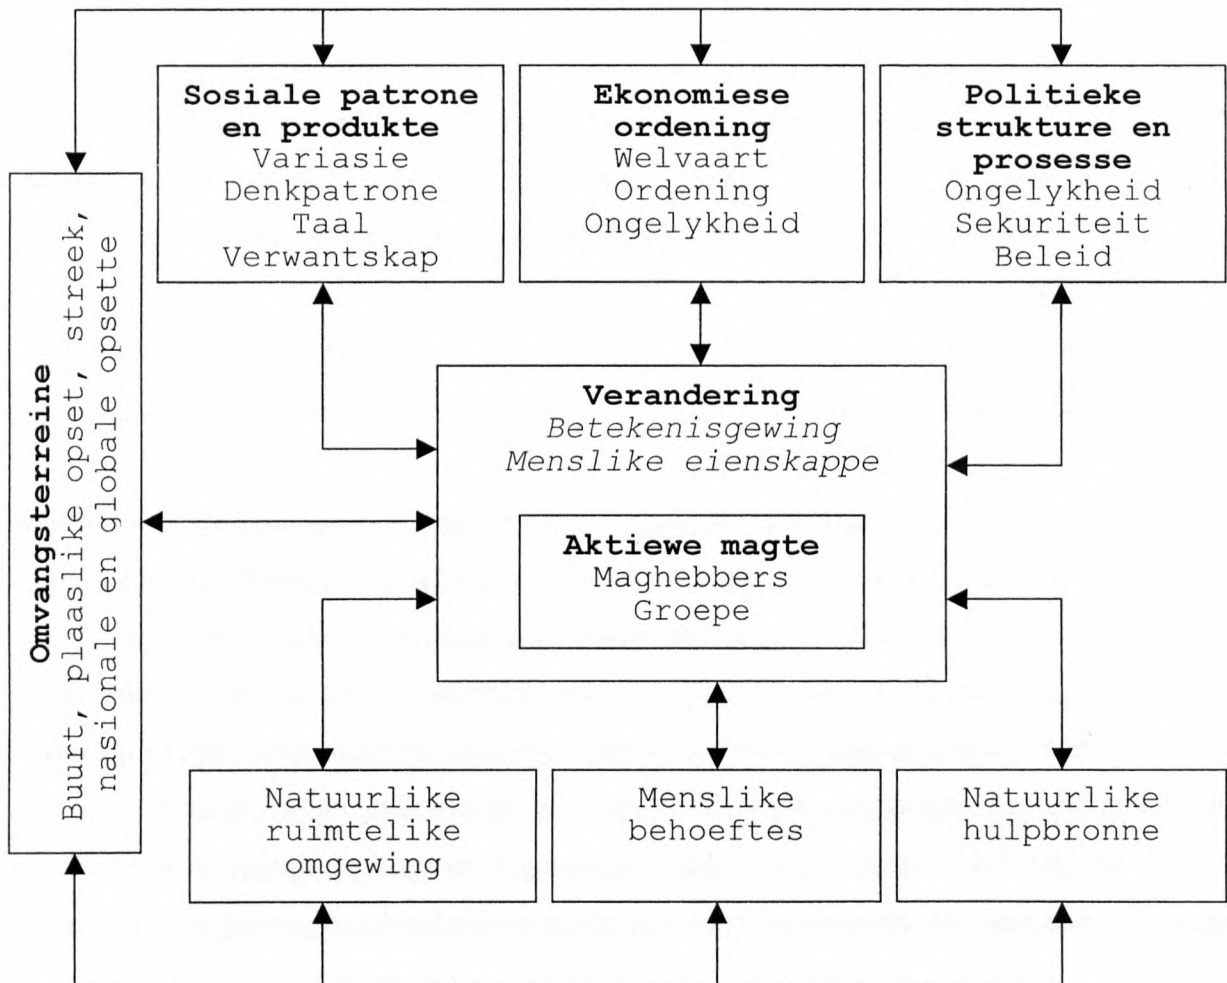 Sosiale patrone
en produkte
Variasie
Denkpatrone
Taal
Verwantskap
Ekonomiese
ordening
Welvaart
Ordening
Ongelykheid
Politieke
strukture en
prosesse
Ongelykheid
Sekuriteit
Beleid
Omvangsterreine
Buurt, plaaslike opset, streek,
nasionale en globale opsette
Verandering
Betekenisgewing
Menslike eienskappe
Aktiewe magte
Maghebbers
Groepe
Natuurlike
ruimtelike
omgewing
Menslike
behoeftes
Natuurlike
hulpbronne